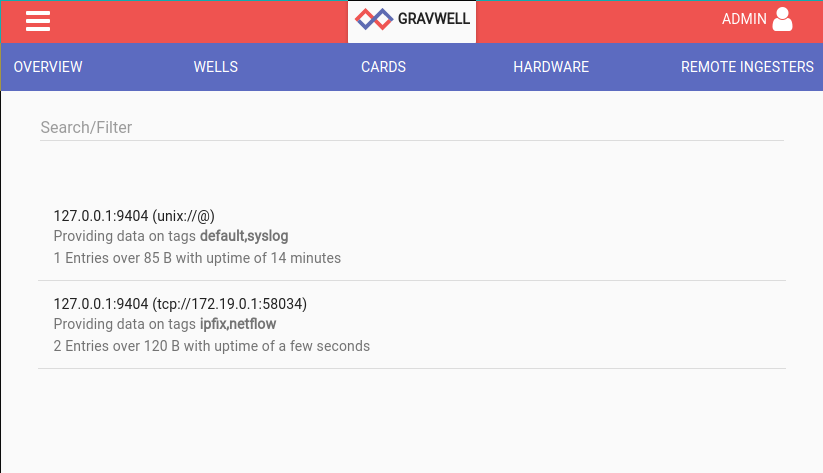 GRAVWELL
ADMIN
OVERVIEW WELLS CARDS HARDWARE REMOTE INGESTERS
Search/Filter
127.0.0.1:9404 (unix://@)
Providing data on tags default,syslog
1 Entries over 85 B with uptime of 14 minutes
127.0.0.1:9404 (tcp://172.19.0.1:58034)
Providing data on tags ipfix,netflow
2 Entries over 120 B with uptime of a few seconds